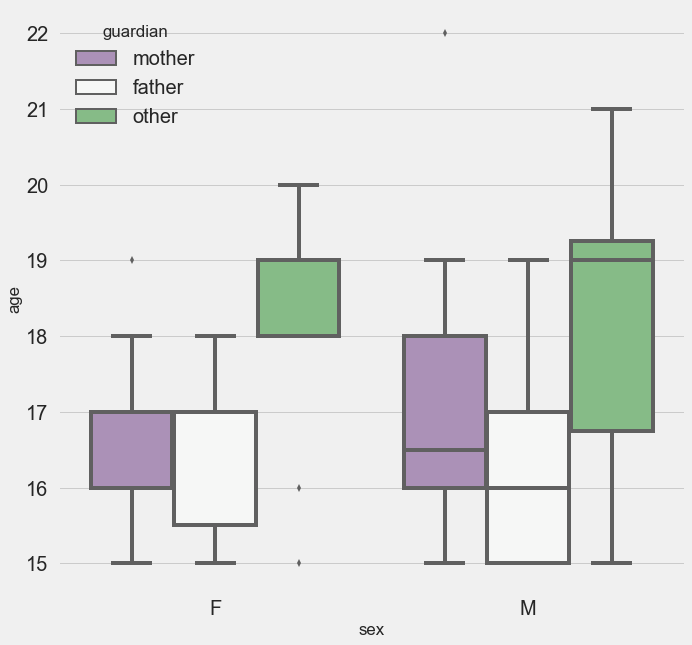 guardian
mother
father
other
22
21
20
19
18
17
16
15
age
F M
sex